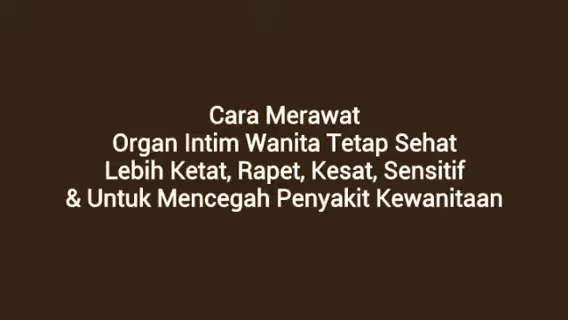 Cara Merawat
Organ Intim Wanita Tetap Sehat
Lebih Ketat, Rapet, Kesat, Sensitif
& Untuk Mencegah Penyakit Kewanitaan